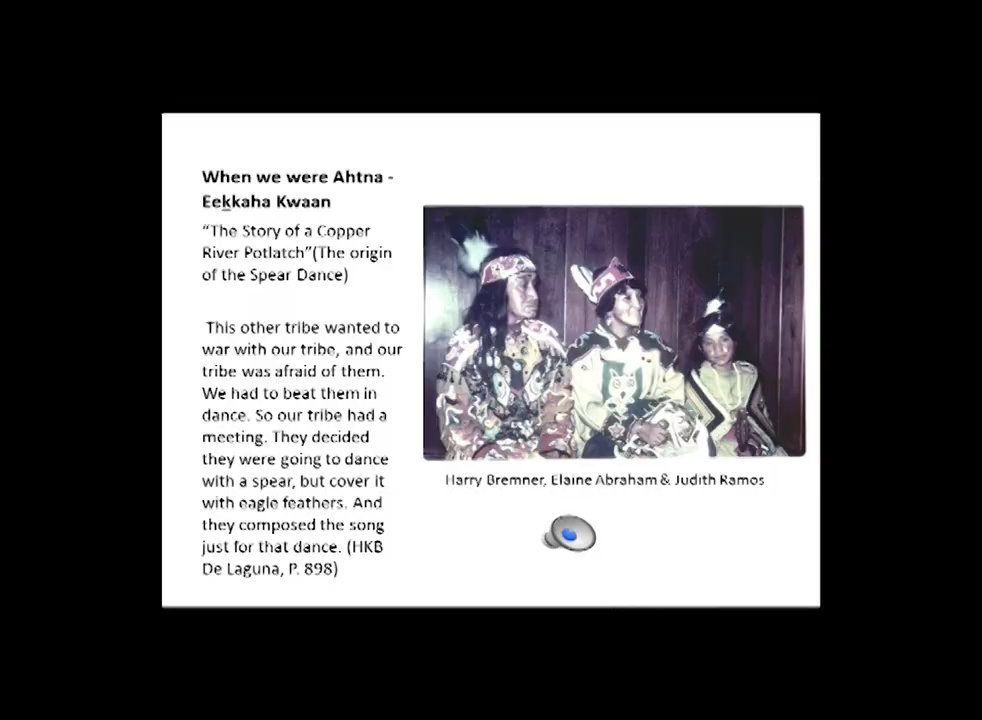 When we were Ahtna -
Eeḵkaha Kwaan
“The Story of a Copper
River Potlatch”(The origin
of the Spear Dance)
This other tribe wanted to
war with our tribe, and our
tribe was afraid of them.
We had to beat them in
dance. So our tribe had a
meeting. They decided
they were going to dance
with a spear, but cover it
with eagle feathers. And
they composed the song
just for that dance. (HKB
De Laguna, P. 898)
Harry Bremner, Elaine Abraham & Judith Ramos